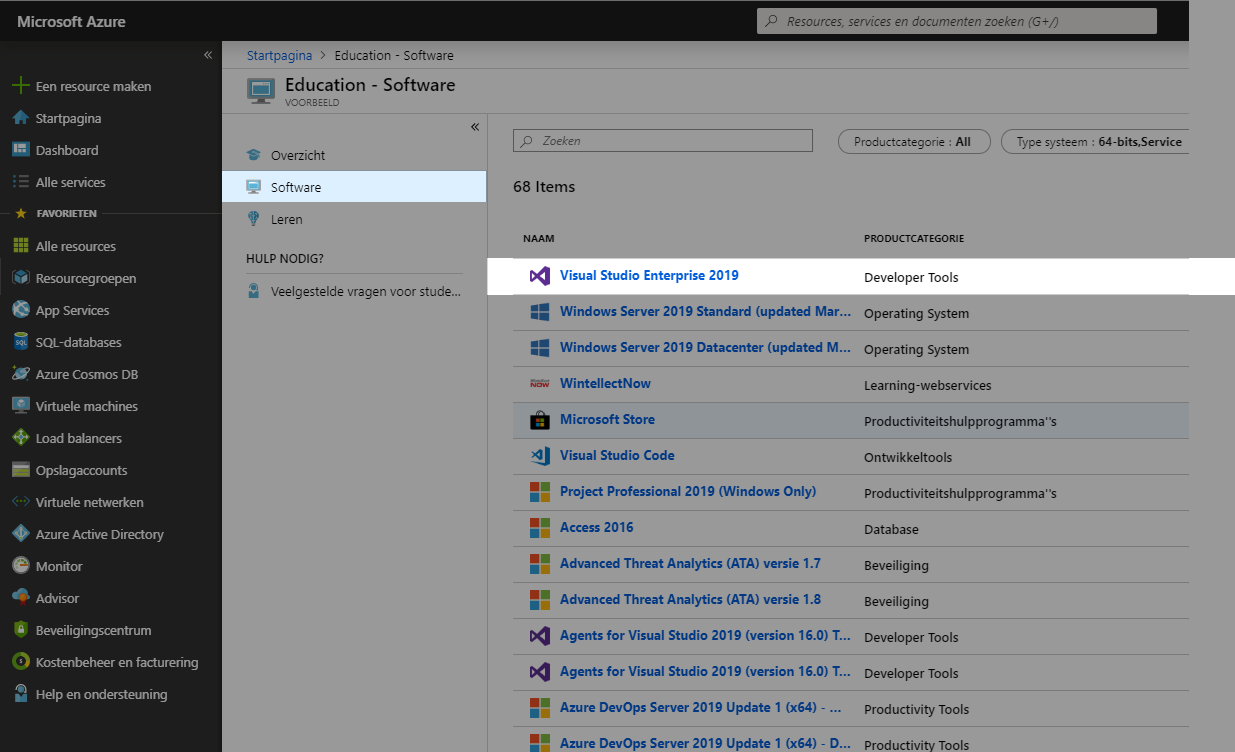 Microsoft Azure
Resources, services en documenten zoeken (G+/)
«
Een resource maken
Startpagina
Dashboard
Alle services
FAVORIETEN
Alle resources
Resourcegroepen
App Services
SQL-databases
Azure Cosmos DB
Virtuele machines
Load balancers
Opslagaccounts
Virtuele netwerken
Azure Active Directory
Monitor
Advisor
Beveiligingscentrum
Kostenbeheer en facturering
Help en ondersteuning
Startpagina > Education - Software
Education - Software
VOORBEELD
«
Overzicht
Software
Leren
HULP NODIG?
Veelgestelde vragen voor stude...
Zoeken
Productcategorie : All
Type systeem : 64-bits,Service
68 Items
NAAM PRODUCTCATEGORIE
Visual Studio Enterprise 2019 Developer Tools
Windows Server 2019 Standard (updated Mar... Operating System
Windows Server 2019 Datacenter (updated M... Operating System
WintellectNow Learning-webservices
Microsoft Store Productiviteitshulpprogramma''s
Visual Studio Code Ontwikkeltools
Project Professional 2019 (Windows Only) Productiviteitshulpprogramma''s
Access 2016 Database
Advanced Threat Analytics (ATA) versie 1.7 Beveiliging
Advanced Threat Analytics (ATA) versie 1.8 Beveiliging
Agents for Visual Studio 2019 (version 16.0) T... Developer Tools
Agents for Visual Studio 2019 (version 16.0) T... Developer Tools
Azure DevOps Server 2019 Update 1 (x64) - ... Productivity Tools
Azure DevOps Server 2019 Update 1 (x64) - D... Productivity Tools